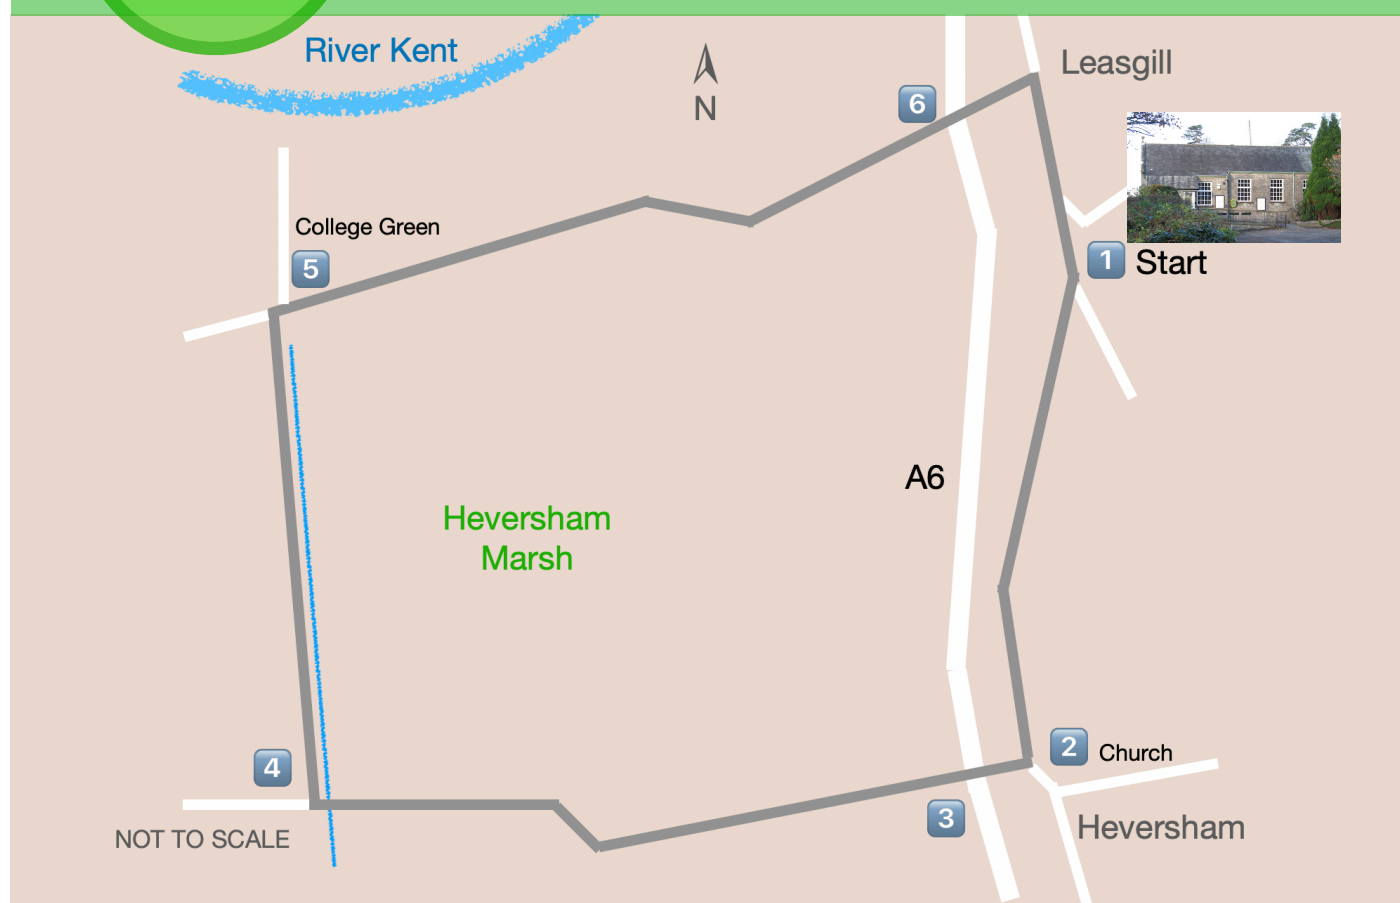 River Kent
Leasgill
6
N
College Green
5
1 Start
A6
Heversham
Marsh
2 Church
4
3
Heversham
NOT TO SCALE